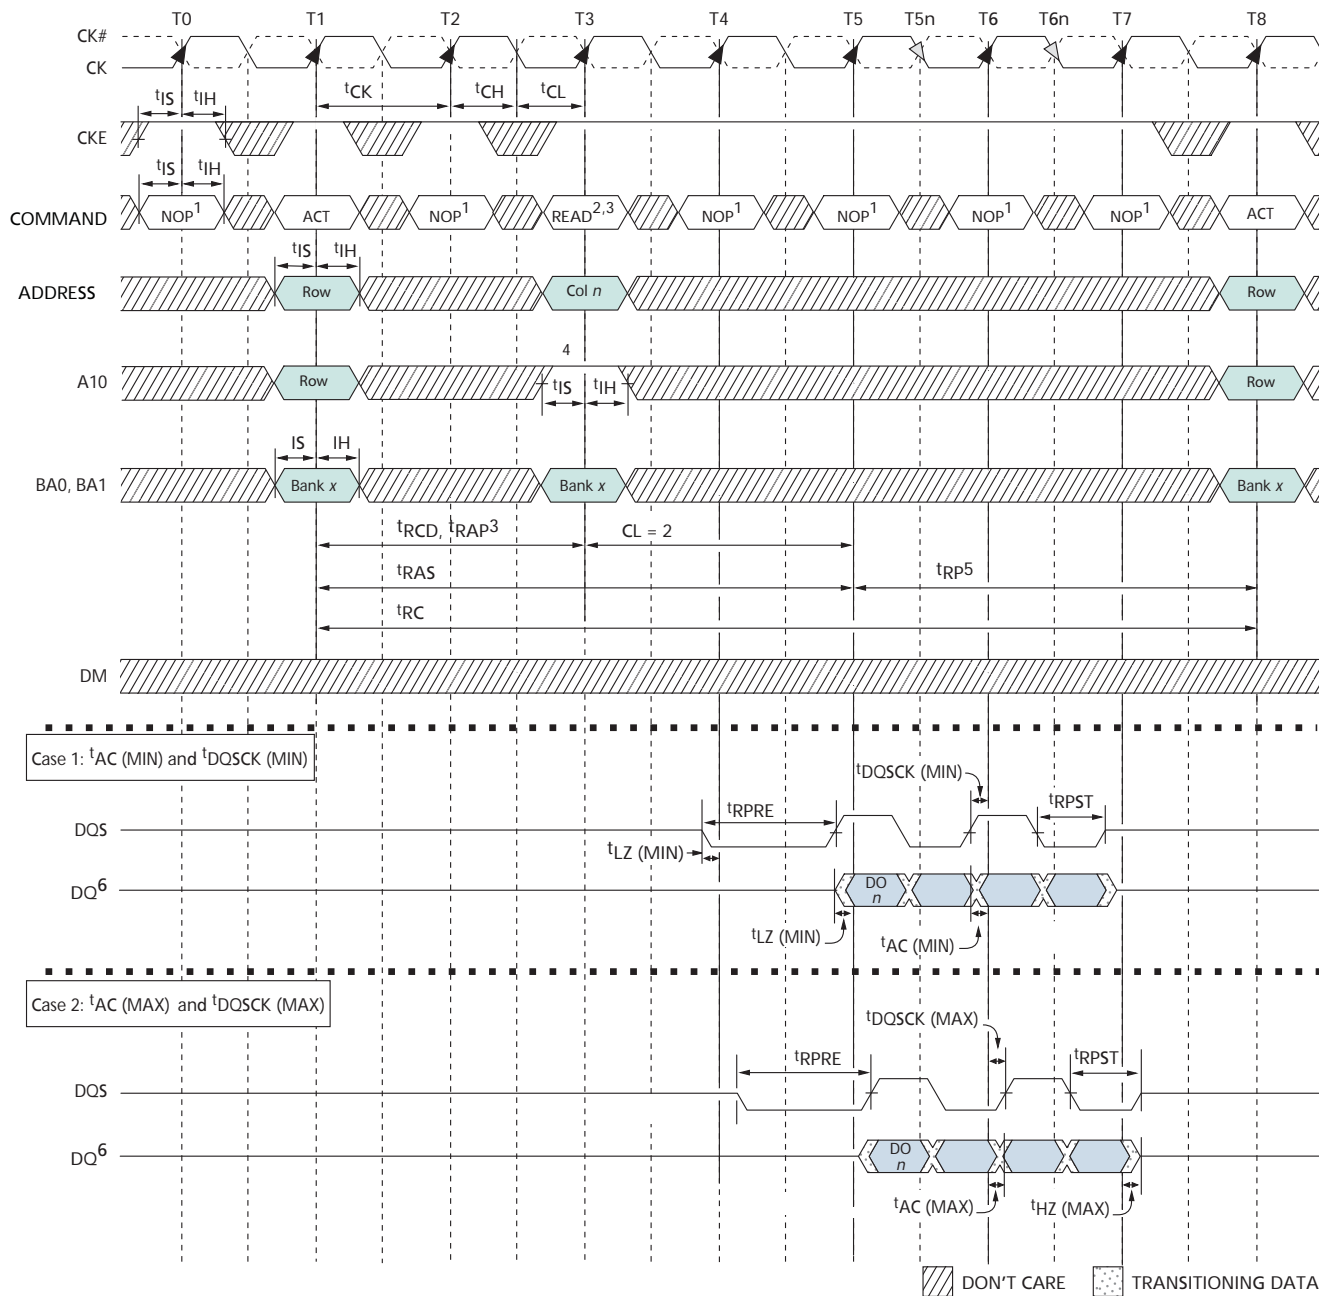 T0 T1 T2 T3 T4 T5 T5n T6 T6n T7 T8
CK#
CK
tIS tIH tCK tCH tCL
CKE
tIS tIH
COMMAND NOP1 ACT NOP1 READ2,3 NOP1 NOP1 NOP1 NOP1 ACT
tIS tIH
ADDRESS Row Col n Row
4
A10 Row tIS tIH Row
IS IH
BA0, BA1 Bank x Bank x Bank x
tRCD, tRAP3 CL = 2
tRAS tRP5
tRC
DM
Case 1: tAC (MIN) and tDQSCK (MIN)
tDQSCK (MIN)
tRPRE tRPST
DQS
tLZ (MIN)
DQ6 DO n
tLZ (MIN) tAC (MIN)
Case 2: tAC (MAX) and tDQSCK (MAX)
tDQSCK (MAX)
tRPRE tRPST
DQS
DQ6 DO n
tAC (MAX) tHZ (MAX)
DON'T CARE TRANSITIONING DATA